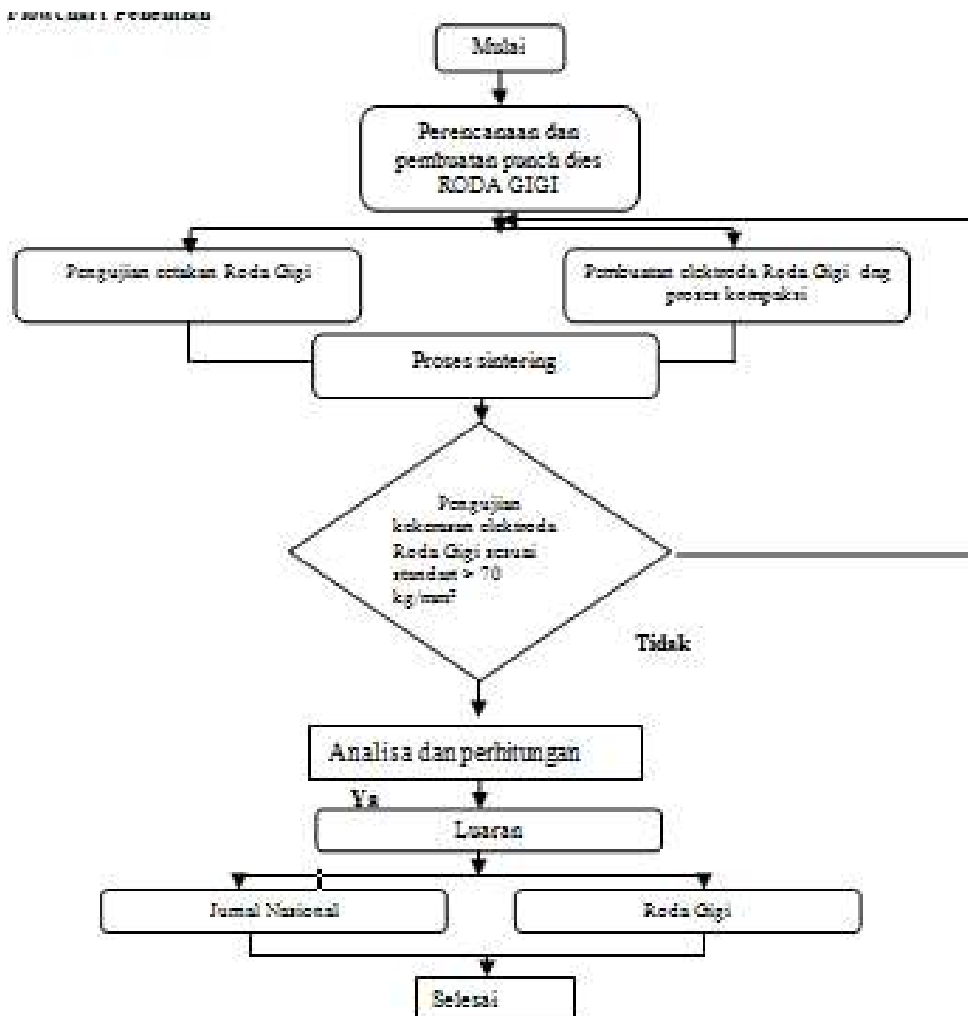 Flowchart Penelitian
Mulai
Perencanaan dan
pembuatan punch dies
RODA GIGI
Pengujian cetakan Roda Gigi
Pembuatan elektroda Roda Gigi dng
proses kompaksi
Proses sintering
Pengujian
kekerasan elektroda
Roda Gigi sesuai
standart > 70
kg/mm²
Tidak
Analisa dan perhitungan
Ya
Luaran
Jurnal Nasional
Roda Gigi
Selesai